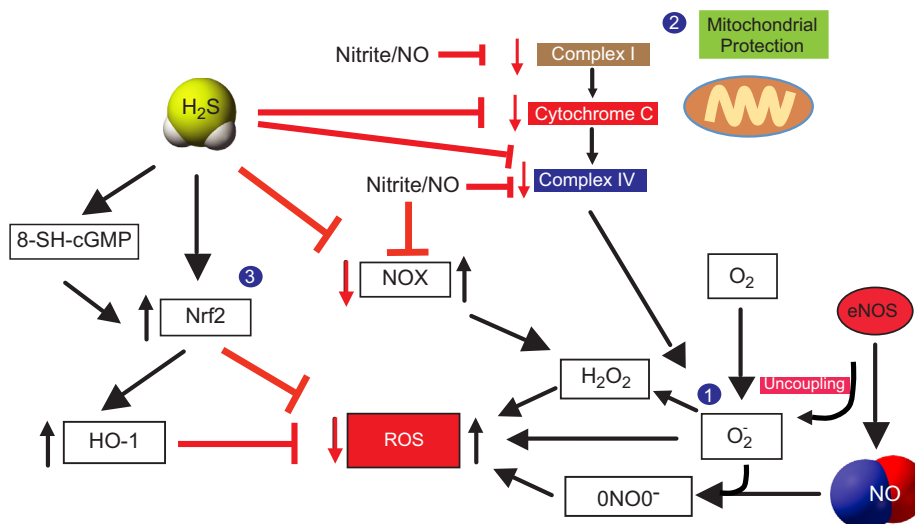 2
Mitochondrial
Protection
Nitrite/NO
Complex I
H₂S
Cytochrome C
Nitrite/NO
Complex IV
8-SH-cGMP
3
NOX
O₂
Nrf2
eNOS
H₂O₂
Uncoupling
1
HO-1
ROS
O₂⁻
0NO0⁻
NO